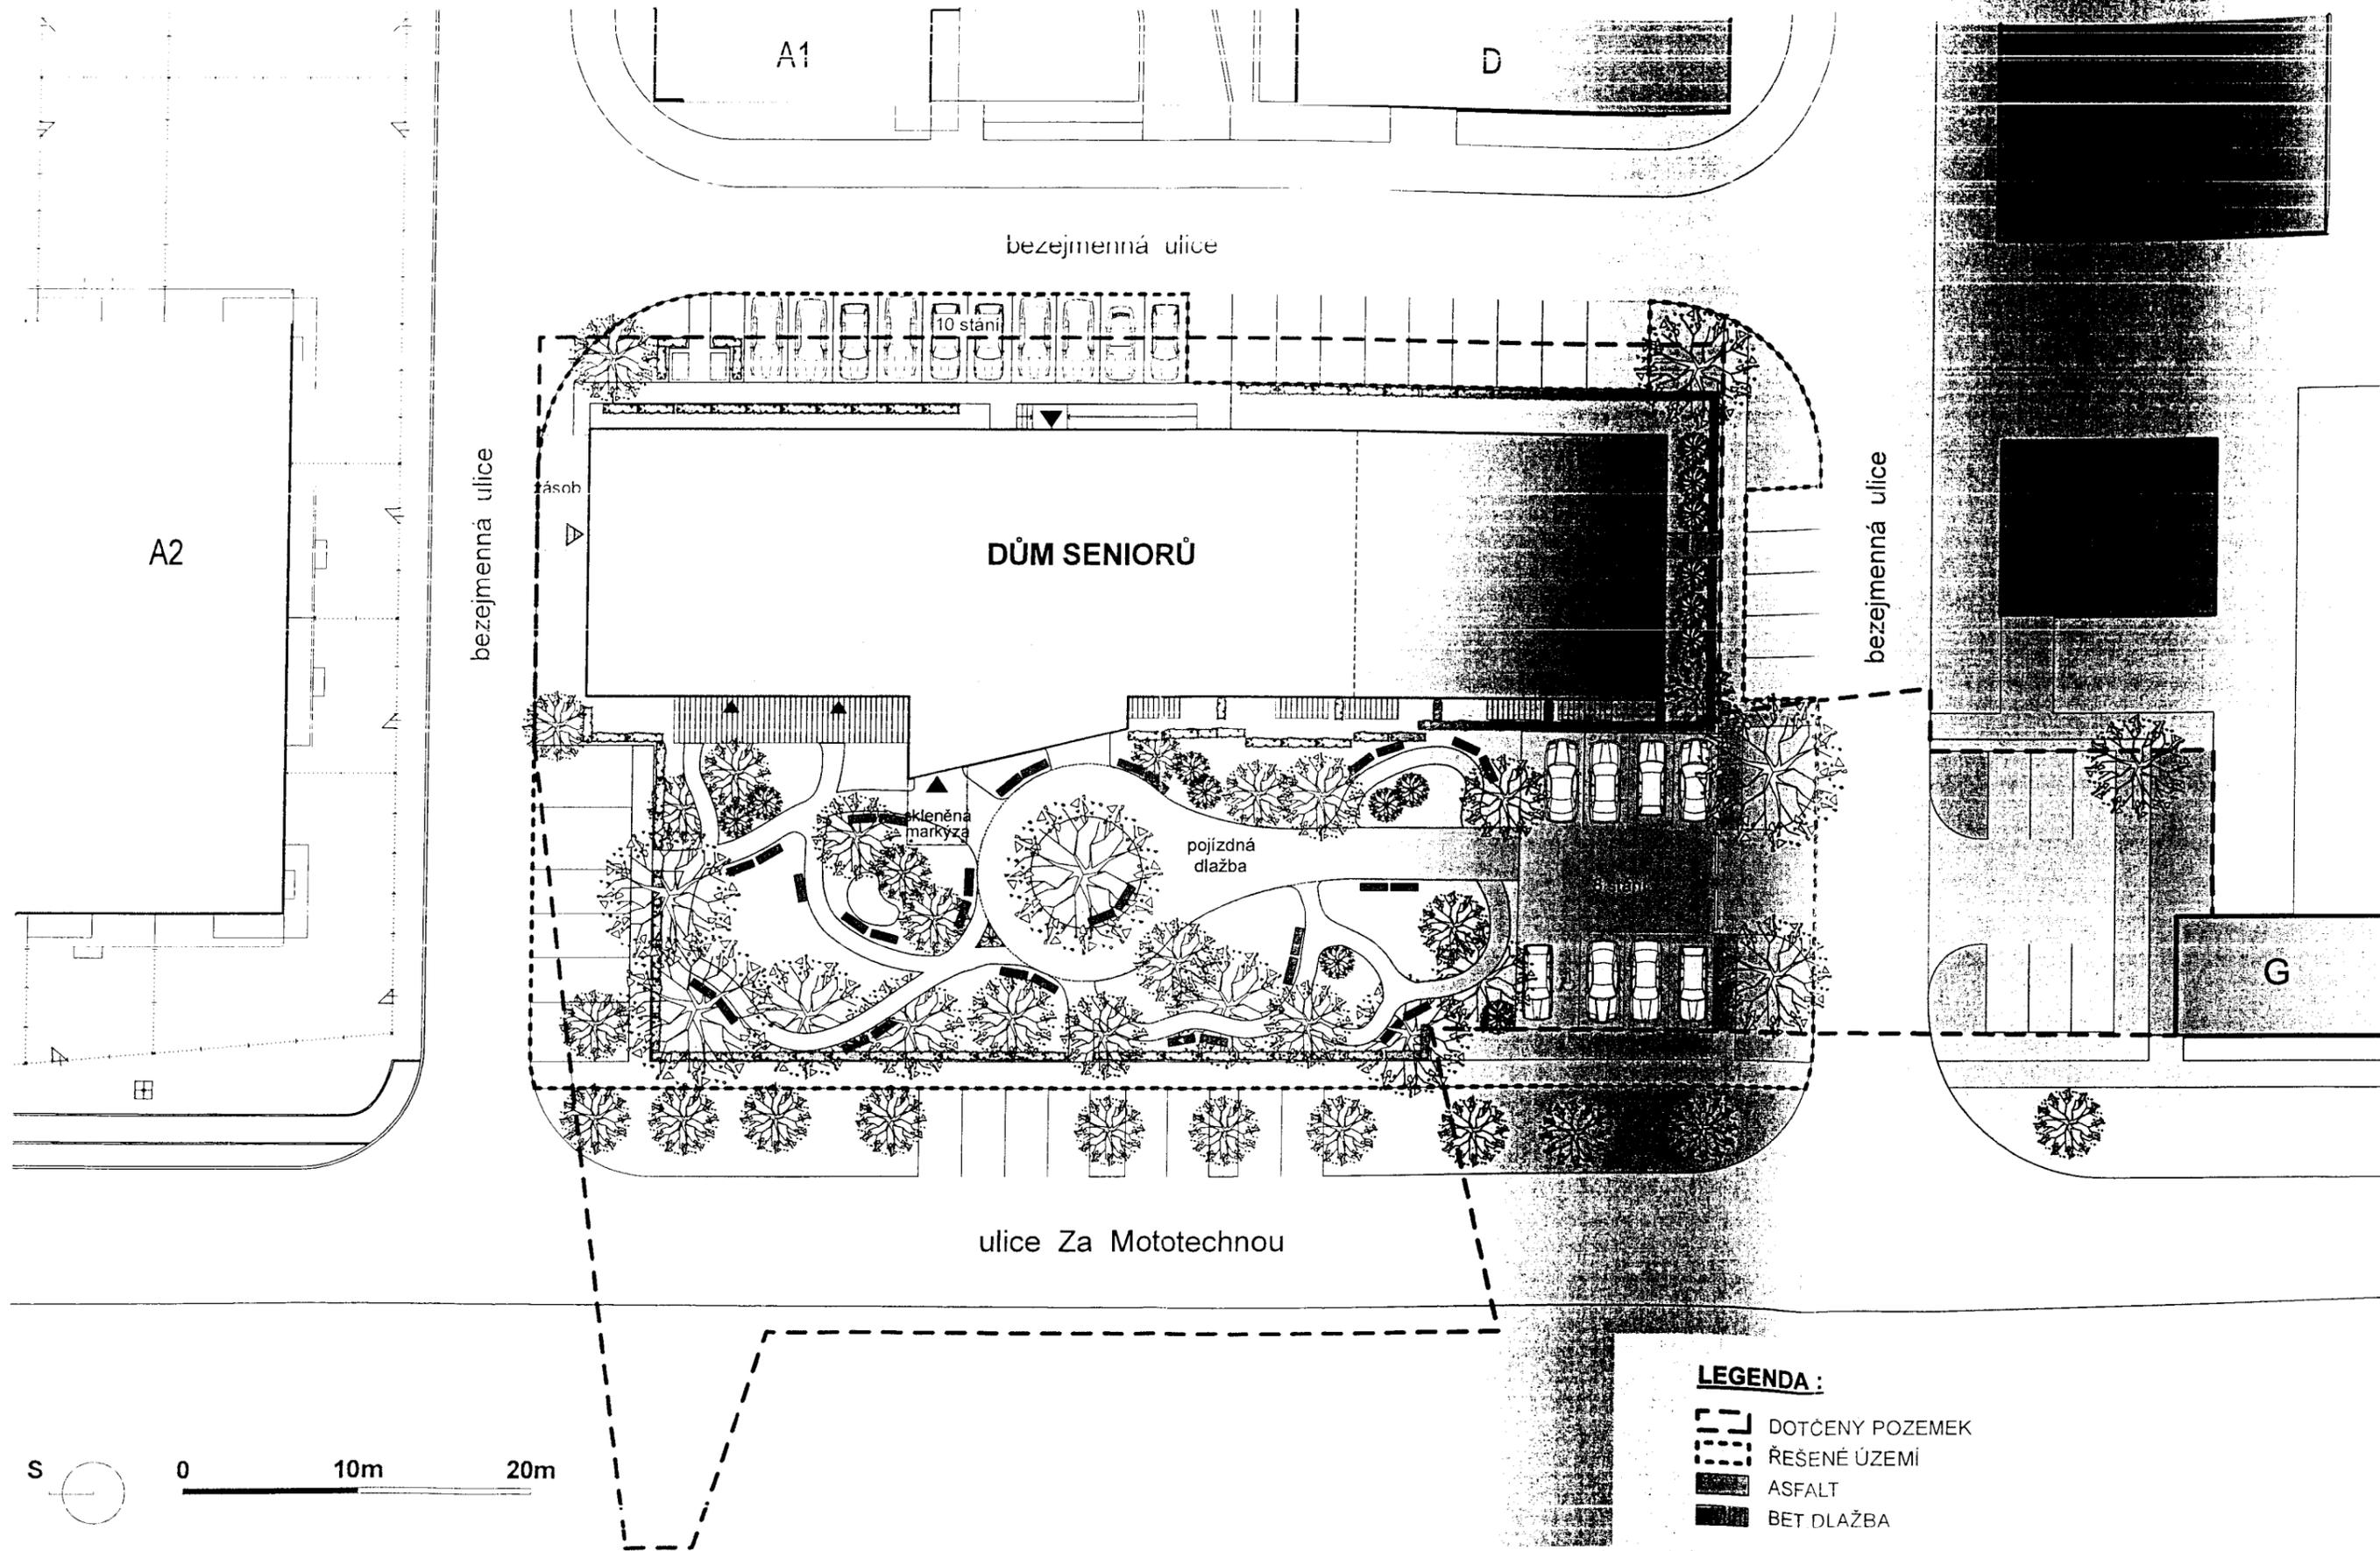 A1
D
bezejmenná ulice
10 stání
bezejmenná ulice
A2
DŮM SENIORŮ
bezejmenná ulice
markýza
pojízdná
dlažba
G
ulice Za Mototechnou
LEGENDA :
DOTČENY POZEMEK
ŘEŠENÉ ÚZEMÍ
ASFALT
BET DLAŽBA
S
0
10m
20m